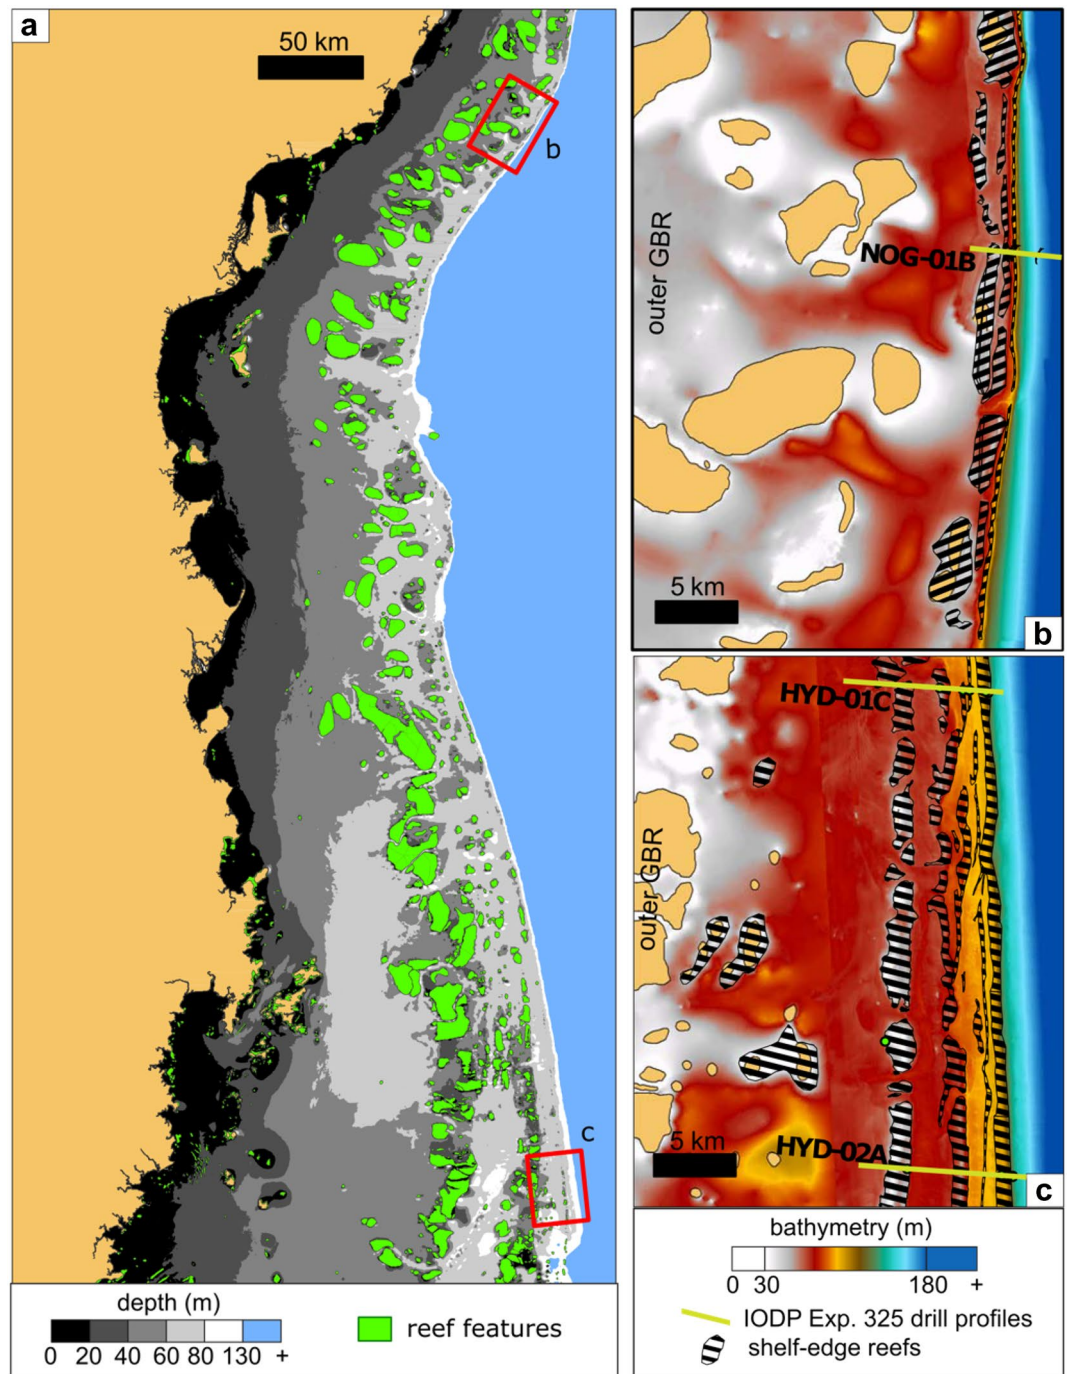 a
50 km
b
c
depth (m)
0 20 40 60 80 130 +
reef features
outer GBR
NOG-01B
5 km
b
HYD-01C
outer GBR
5 km
HYD-02A
c
bathymetry (m)
0 30 180 +
IODP Exp. 325 drill profiles
shelf-edge reefs